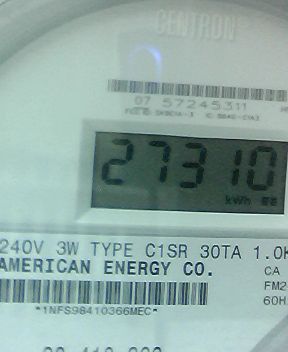 CENTRON
07 57245311
27310
kWh
240V 3W TYPE C1SR 30TA 1.0K
AMERICAN ENERGY CO.
CA
FM2
60H
*1NFS98410366MEC*